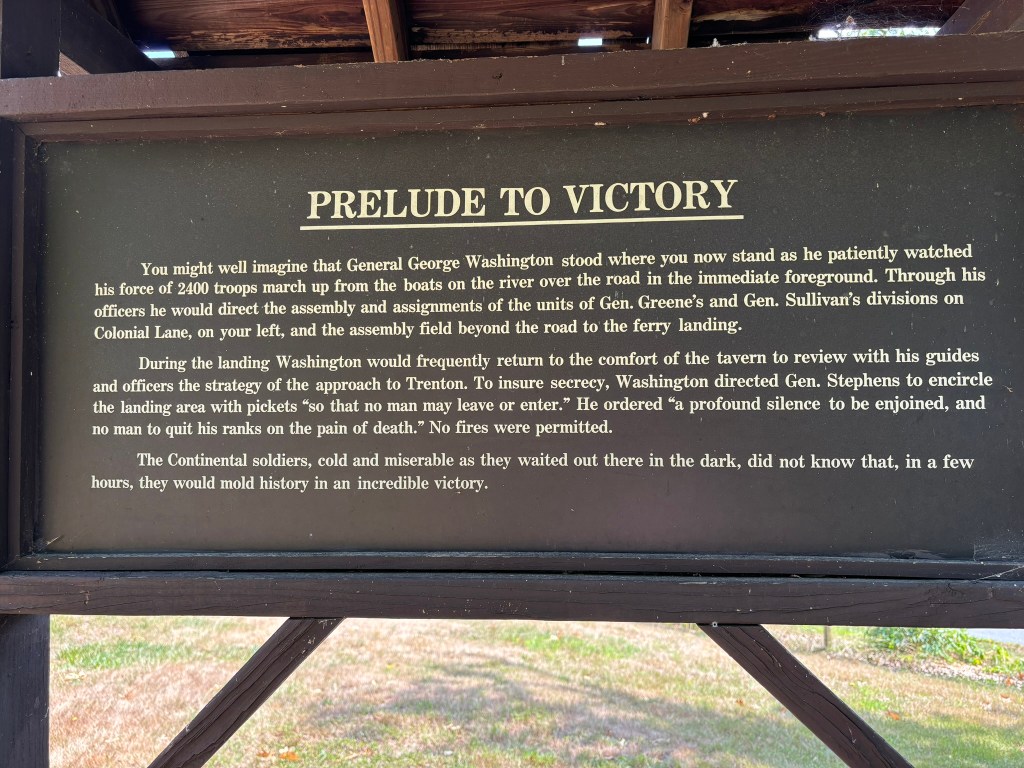 PRELUDE TO VICTORY
You might well imagine that General George Washington stood where you now stand as he patiently watched
his force of 2400 troops march up from the boats on the river over the road in the immediate foreground. Through his
officers he would direct the assembly and assignments of the units of Gen. Greene's and Gen. Sullivan's divisions on
Colonial Lane, on your left, and the assembly field beyond the road to the ferry landing.
During the landing Washington would frequently return to the comfort of the tavern to review with his guides
and officers the strategy of the approach to Trenton. To insure secrecy, Washington directed Gen. Stephens to encircle
the landing area with pickets “so that no man may leave or enter.” He ordered “a profound silence to be enjoined, and
no man to quit his ranks on the pain of death.” No fires were permitted.
The Continental soldiers, cold and miserable as they waited out there in the dark, did not know that, in a few
hours, they would mold history in an incredible victory.